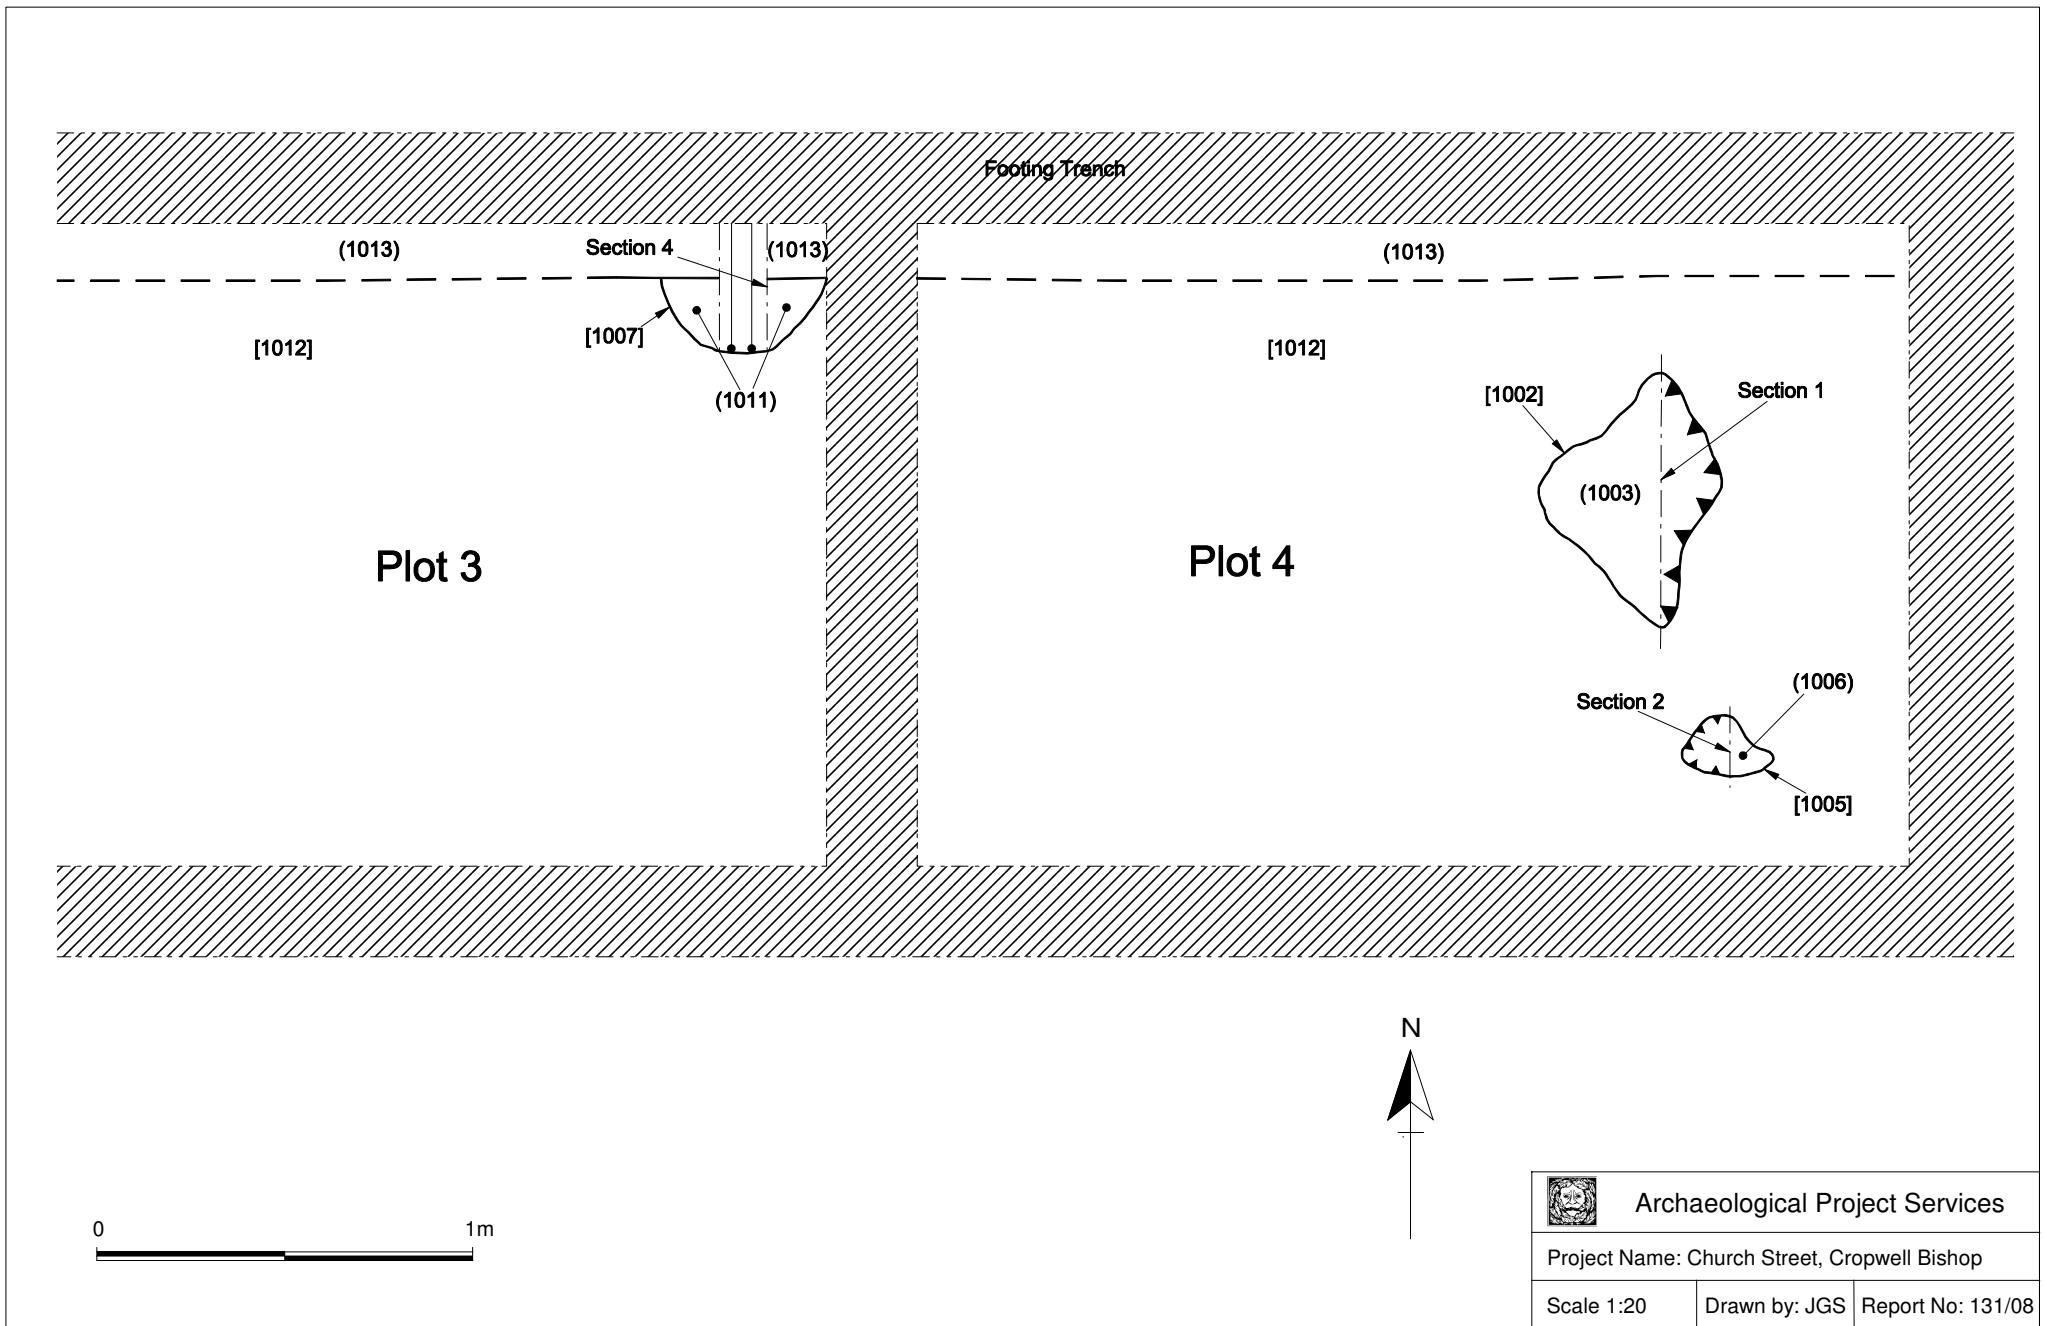 Footing Trench
(1013)
Section 4
(1013)
(1013)
[1012]
[1007]
(1011)
[1012]
[1002]
Section 1
(1003)
Plot 3
Plot 4
Section 2
(1006)
[1005]
N
0
1m
Archaeological Project Services
Project Name: Church Street, Cropwell Bishop
Scale 1:20
Drawn by: JGS
Report No: 131/08